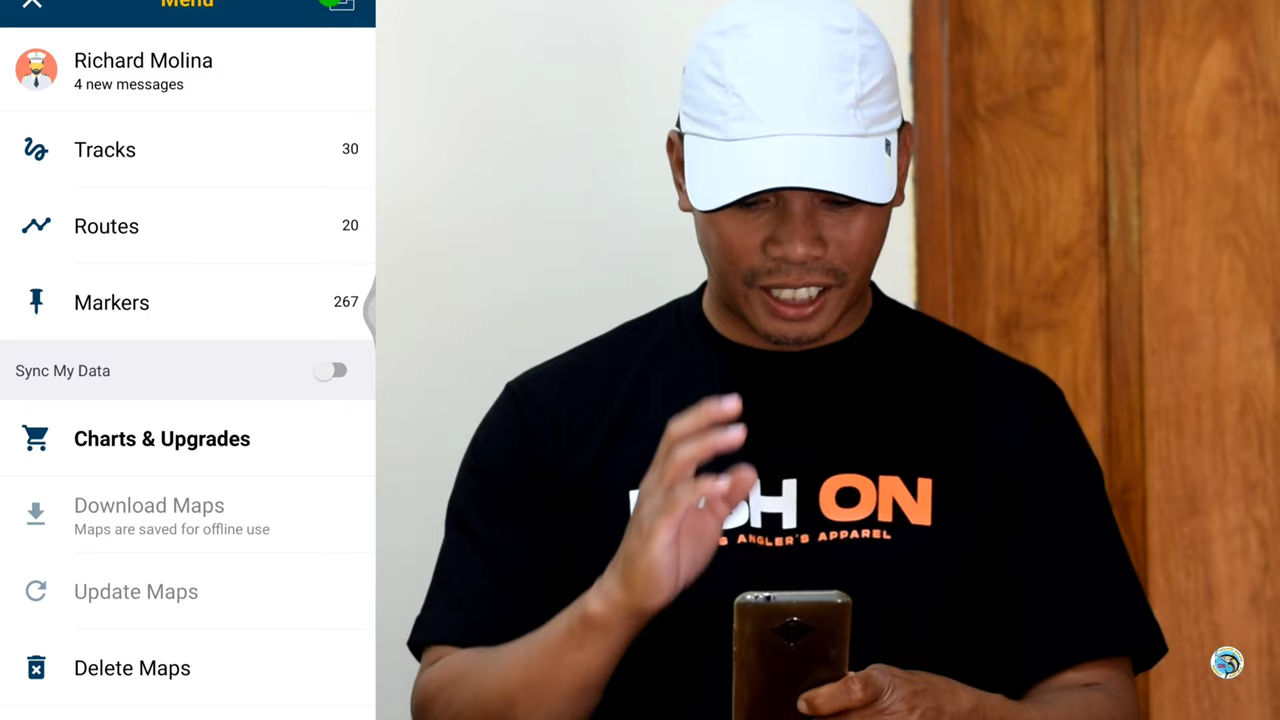 Menu
Richard Molina
4 new messages
Tracks
30
Routes
20
Markers
267
Sync My Data
Charts & Upgrades
Download Maps
Maps are saved for offline use
Update Maps
Delete Maps
ON
ANGLER'S APPAREL